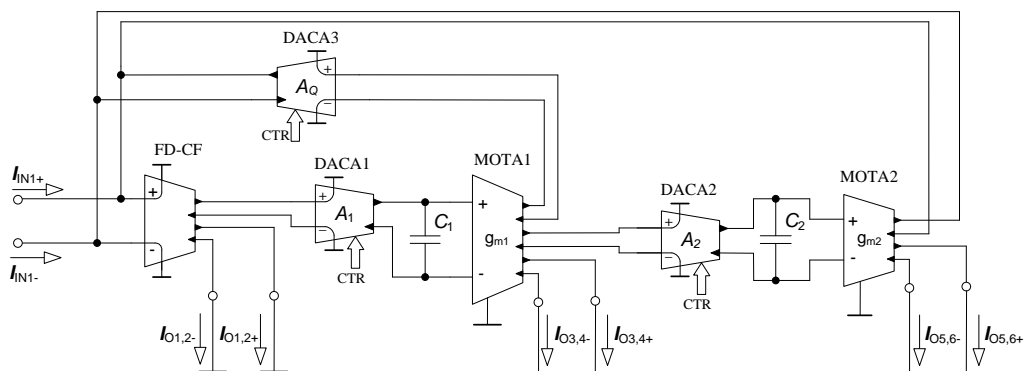 DACA3
+
A_Q
−
CTR
FD-CF
DACA1
MOTA1
DACA2
MOTA2
I_IN1+
+
+
A_1
−
C_1
+
g_m1
-
+
A_2
−
C_2
+
g_m2
-
-
I_IN1-
CTR
CTR
I_O1,2-
I_O1,2+
I_O3,4-
I_O3,4+
I_O5,6-
I_O5,6+